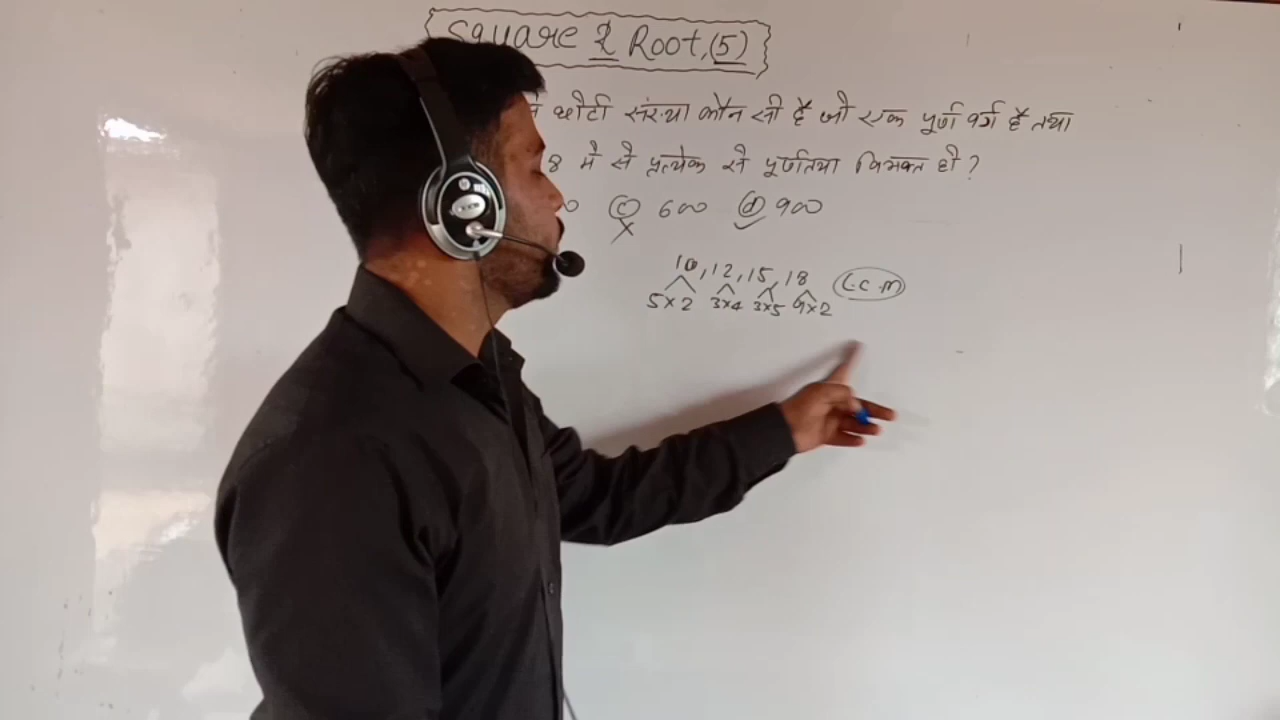 Square & Root, (5)
छोटी संख्या कौन सी है जो एक पूर्ण वर्ग है तथा
8 में से प्रत्येक से पूर्णतया विभक्त हो ?
(c) 600 (d) 900
10, 12, 15, 18 L.C.M
5×2 3×4 3×5 9×2